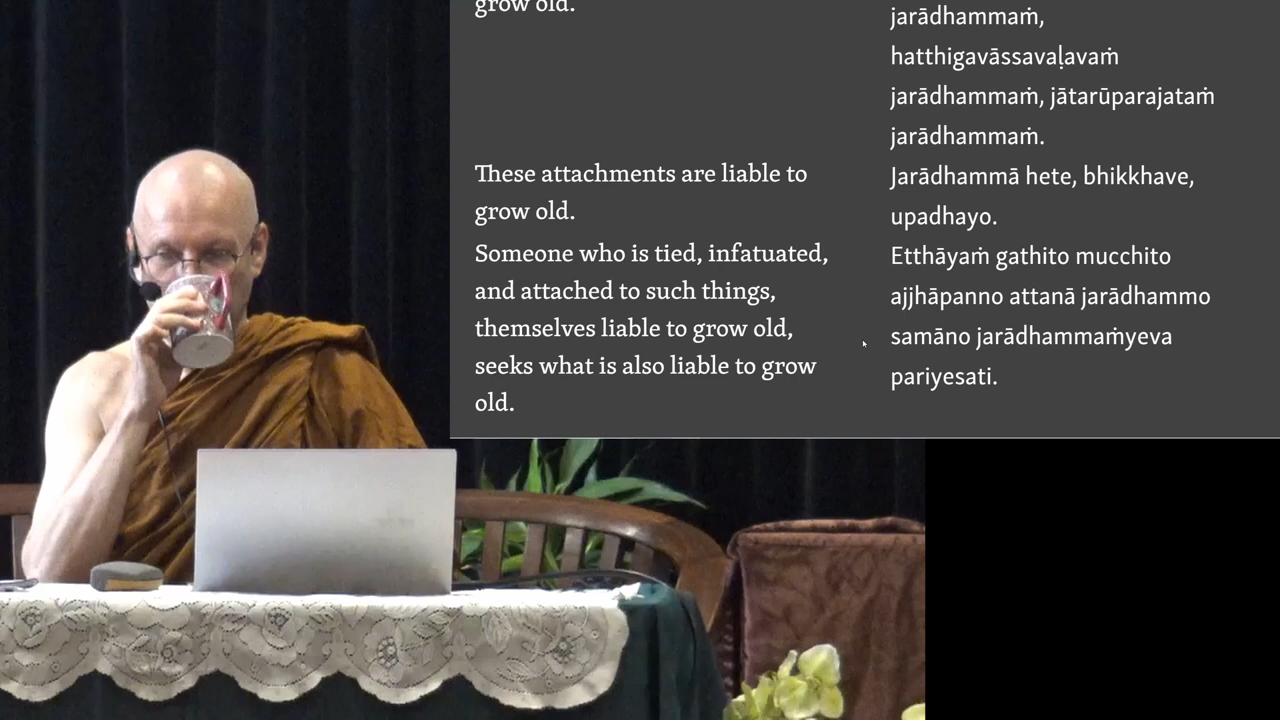 grow old.
These attachments are liable to
grow old.
Someone who is tied, infatuated,
and attached to such things,
themselves liable to grow old,
seeks what is also liable to grow
old.
jarādhammaṁ,
hatthigavāssavaḷavaṁ
jarādhammaṁ, jātarūparajataṁ
jarādhammaṁ.
Jarādhammā hete, bhikkhave,
upadhayo.
Etthāyaṁ gathito mucchito
ajjhāpanno attanā jarādhammo
samāno jarādhammaṁyeva
pariyesati.